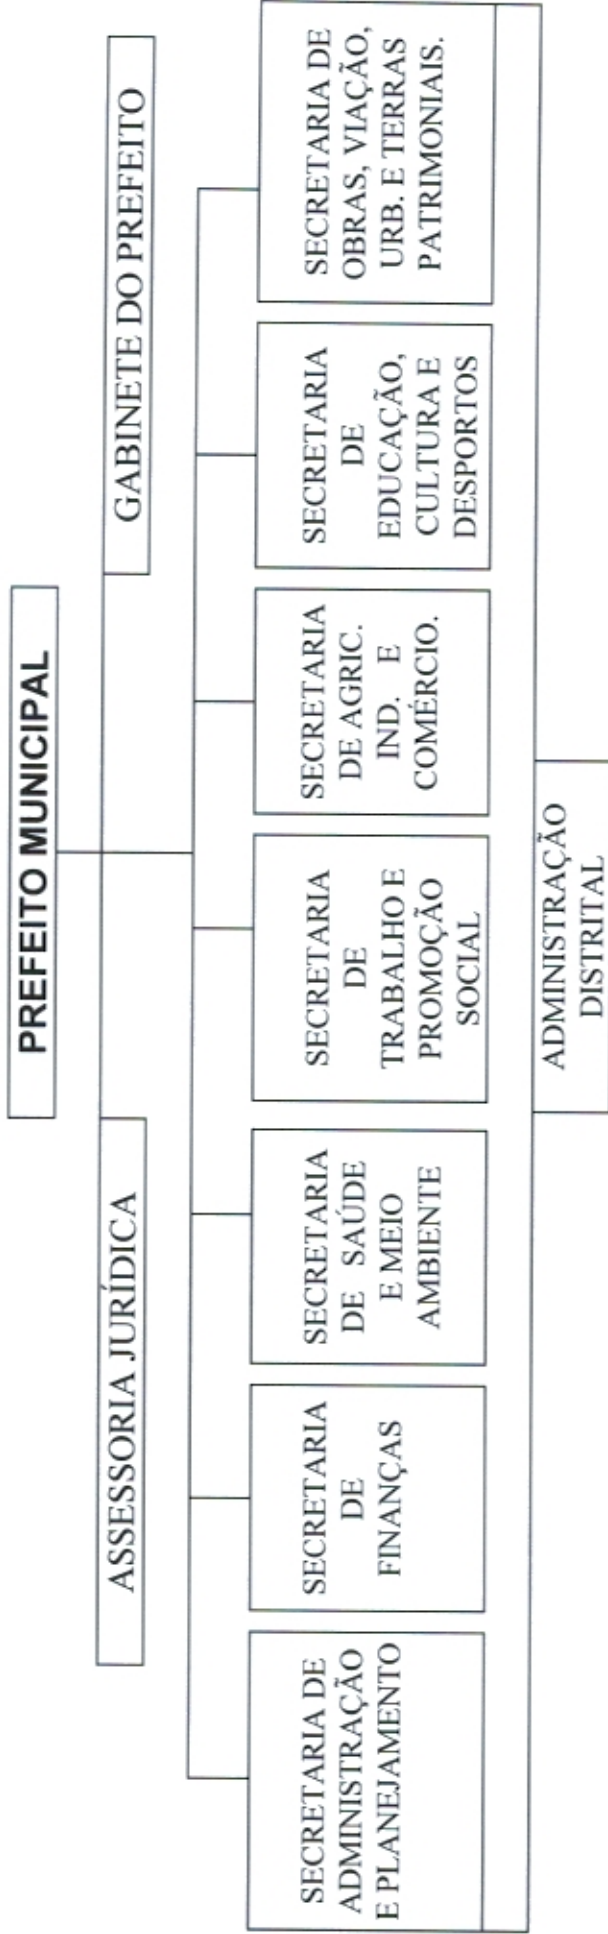 PREFEITO MUNICIPAL
ASSESSORIA JURÍDICA
GABINETE DO PREFEITO
SECRETARIA DE
ADMINISTRAÇÃO
E PLANEJAMENTO
SECRETARIA
DE
FINANÇAS
SECRETARIA
DE SAÚDE
E MEIO
AMBIENTE
SECRETARIA
DE
TRABALHO E
PROMOÇÃO
SOCIAL
SECRETARIA
DE AGRIC.
IND. E
COMÉRCIO.
SECRETARIA
DE
EDUCAÇÃO,
CULTURA E
DESPORTOS
SECRETARIA DE
OBRAS, VIAÇÃO,
URB. E TERRAS
PATRIMONIAIS.
ADMINISTRAÇÃO
DISTRITAL